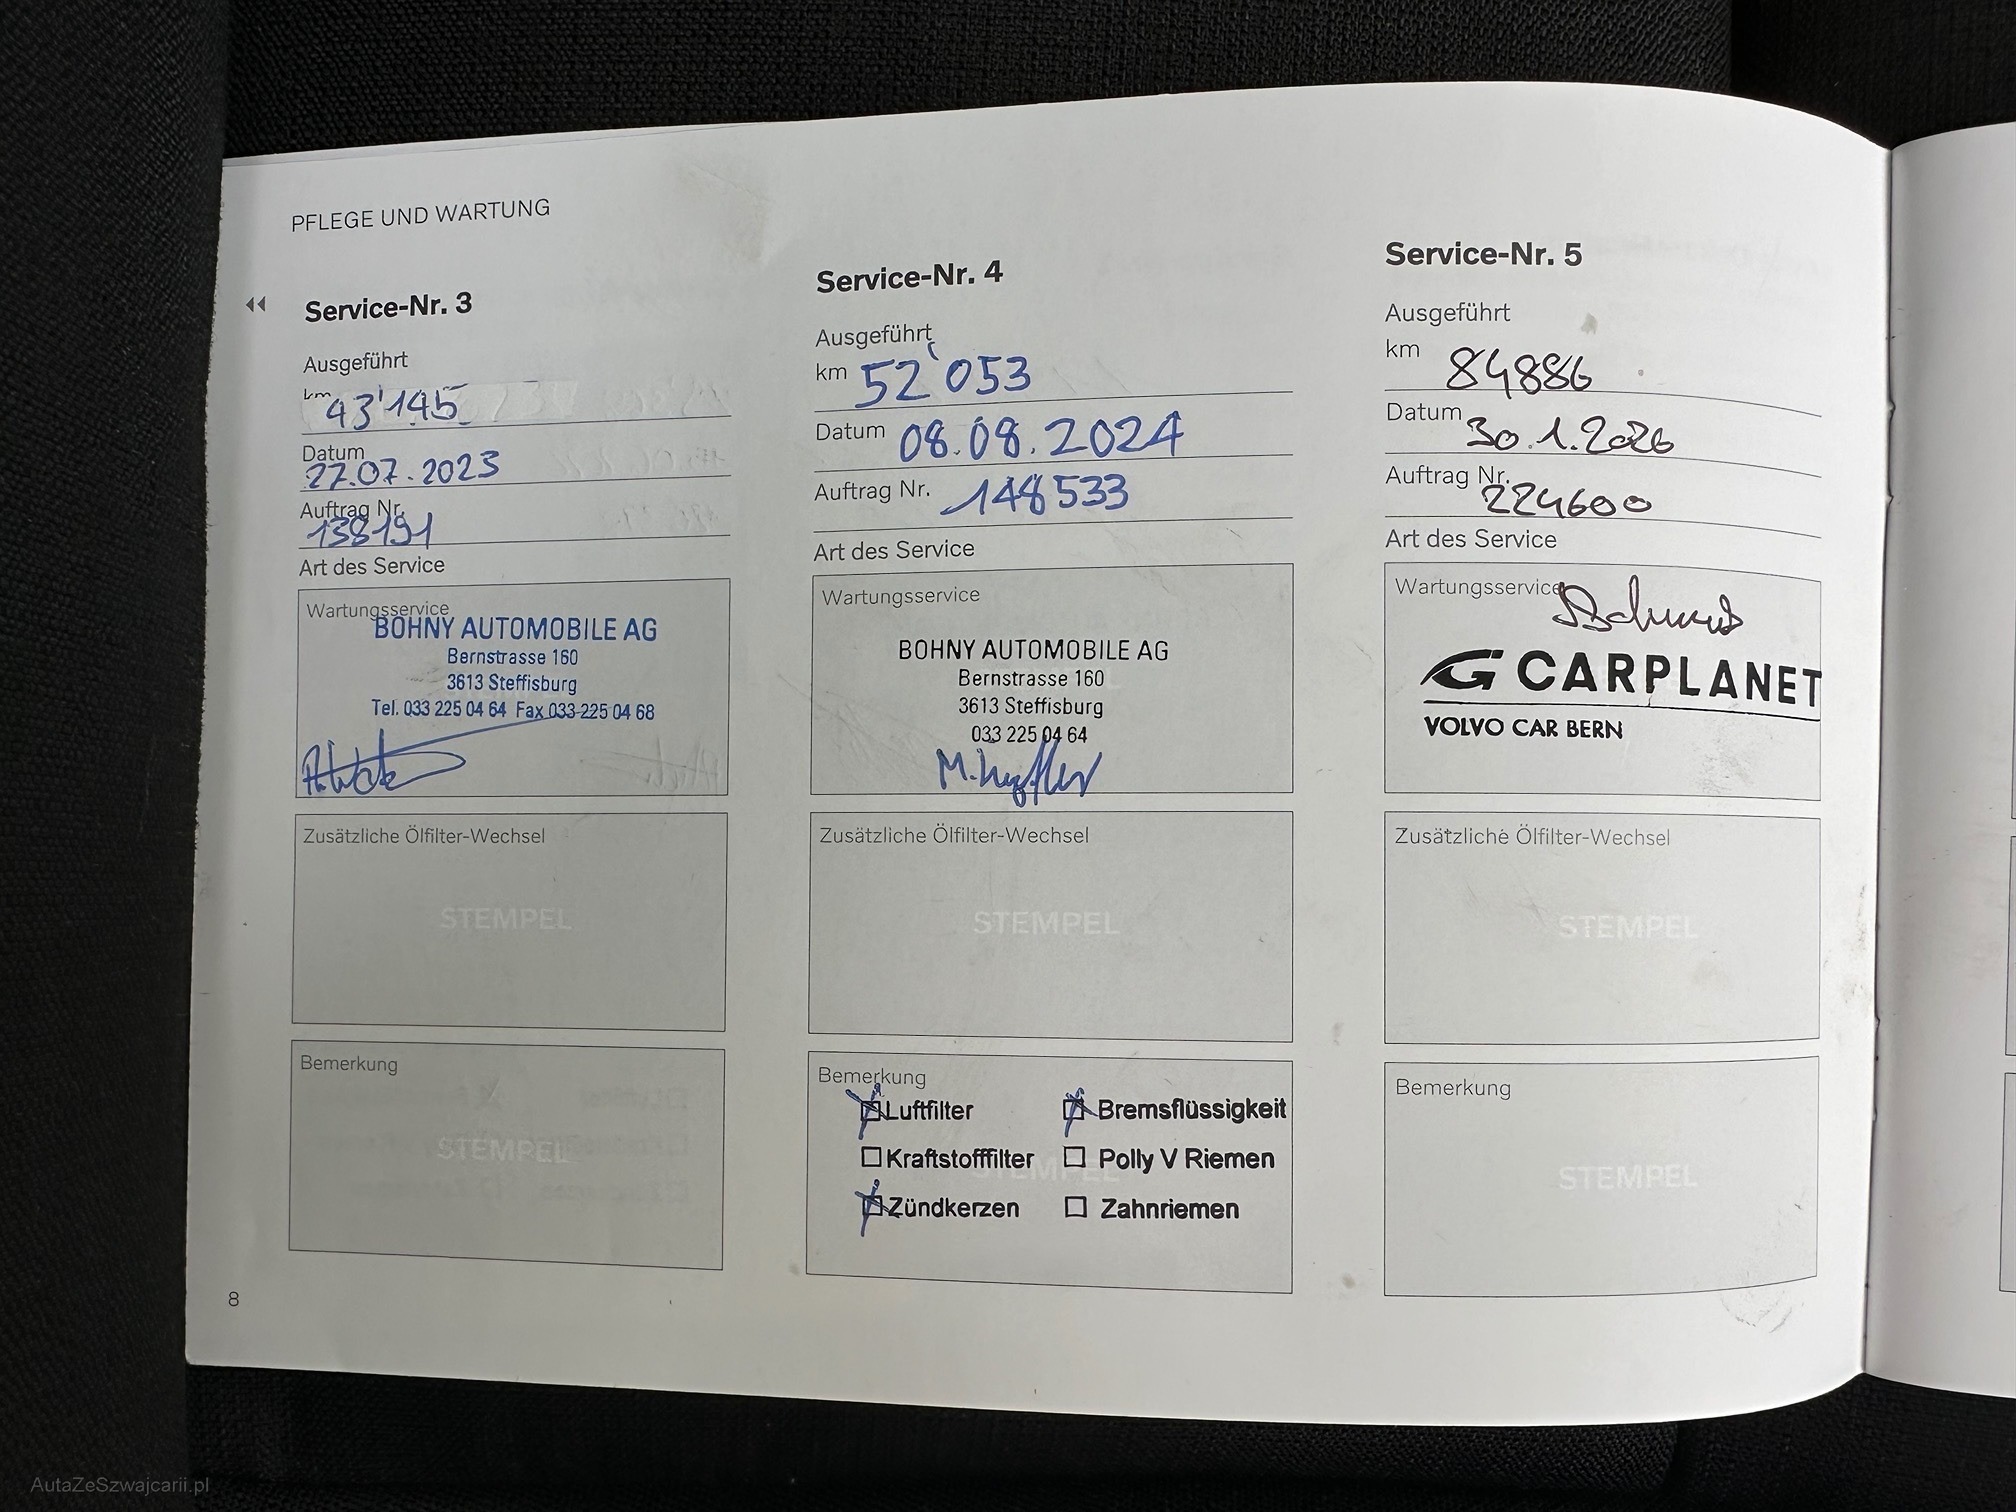 PFLEGE UND WARTUNG
Service-Nr. 3
Ausgeführt
km 43'145
Datum 27.07.2023
Auftrag Nr. 138191
Art des Service
Wartungsservice
BOHNY AUTOMOBILE AG
Bernstrasse 160
3613 Steffisburg
Tel. 033 225 04 64 Fax 033 225 04 68
Zusätzliche Ölfilter-Wechsel
STEMPEL
Bemerkung
STEMPEL
Service-Nr. 4
Ausgeführt
km 52'053
Datum 08.08.2024
Auftrag Nr. 148533
Art des Service
Wartungsservice
BOHNY AUTOMOBILE AG
Bernstrasse 160
3613 Steffisburg
033 225 04 64
Zusätzliche Ölfilter-Wechsel
STEMPEL
Bemerkung
Luftfilter Bremsflüssigkeit
Kraftstofffilter Polly V Riemen
STEMPEL
Zündkerzen Zahnriemen
Service-Nr. 5
Ausgeführt
km 84886
Datum 30.1.2026
Auftrag Nr. 224600
Art des Service
Wartungsservice
CARPLANET
VOLVO CAR BERN
Zusätzliche Ölfilter-Wechsel
STEMPEL
Bemerkung
STEMPEL
8
AutaZeSzwajcarii.pl